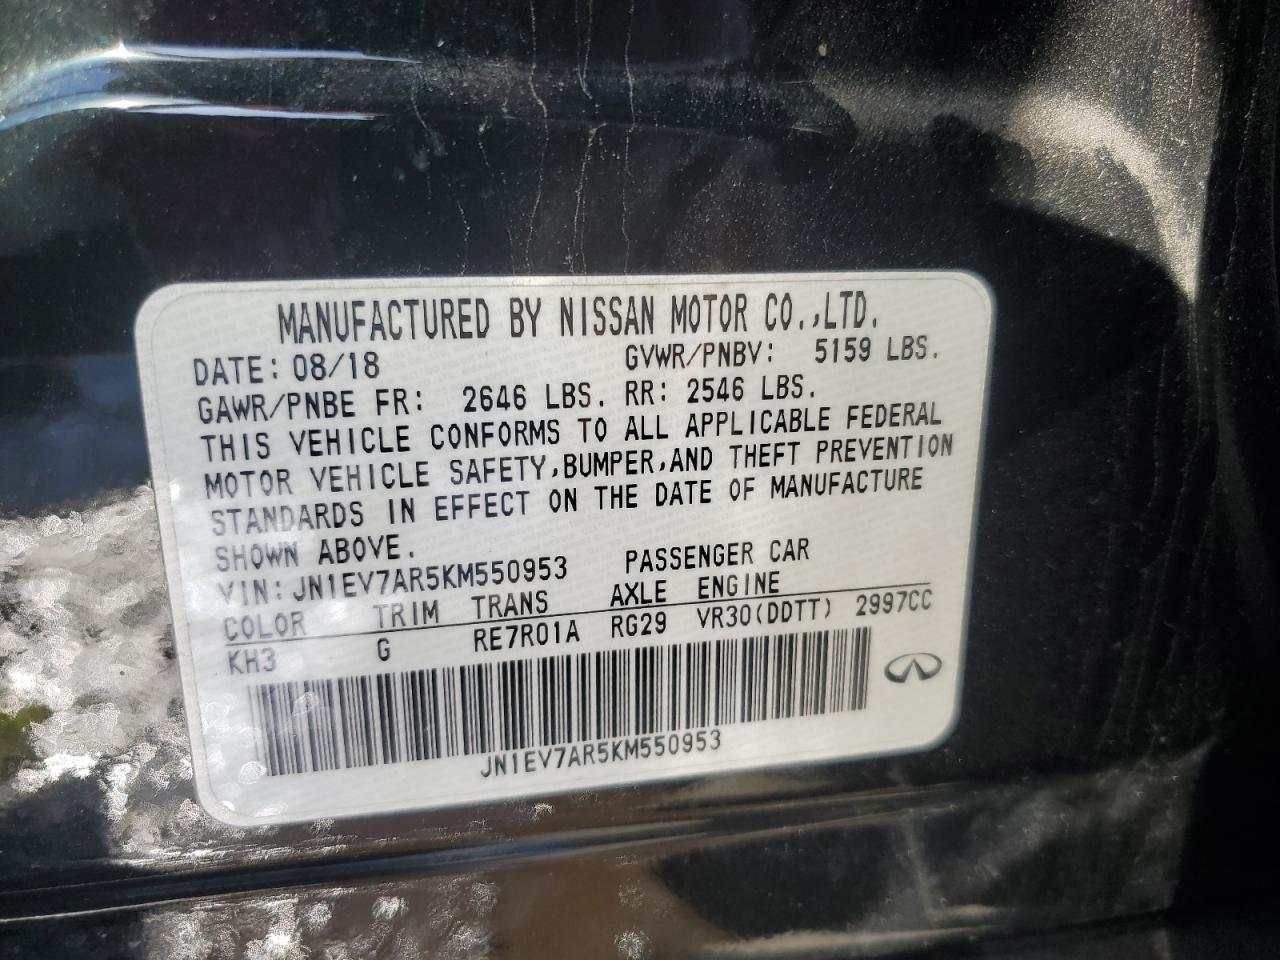 MANUFACTURED BY NISSAN MOTOR CO.,LTD.
DATE: 08/18 GVWR/PNBV: 5159 LBS.
GAWR/PNBE FR: 2646 LBS. RR: 2546 LBS.
THIS VEHICLE CONFORMS TO ALL APPLICABLE FEDERAL
MOTOR VEHICLE SAFETY,BUMPER,AND THEFT PREVENTION
STANDARDS IN EFFECT ON THE DATE OF MANUFACTURE
SHOWN ABOVE.
VIN: JN1EV7AR5KM550953 PASSENGER CAR
COLOR TRIM TRANS AXLE ENGINE
KH3 G RE7R01A RG29 VR30(DDTT) 2997CC
JN1EV7AR5KM550953